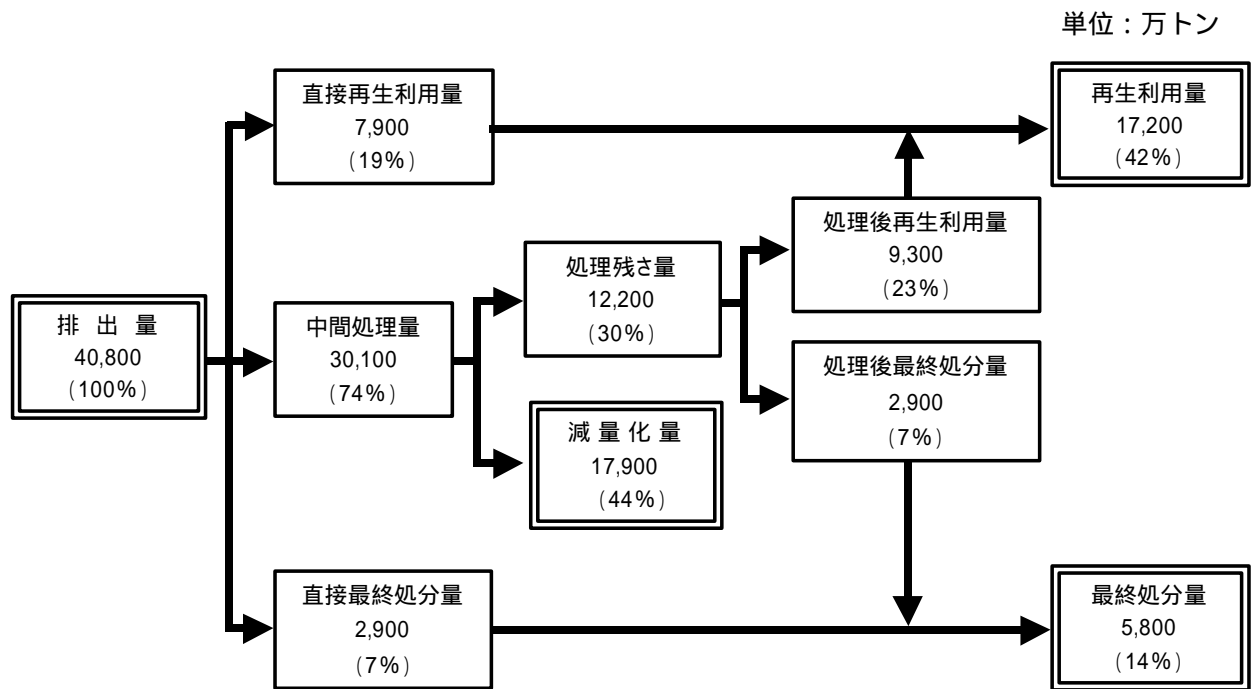 単位：万トン
直接再生利用量
7,900
(19%)
再生利用量
17,200
(42%)
処理後再生利用量
9,300
(23%)
処理残さ量
12,200
(30%)
排 出 量
40,800
(100%)
中間処理量
30,100
(74%)
処理後最終処分量
2,900
(7%)
減 量 化 量
17,900
(44%)
直接最終処分量
2,900
(7%)
最終処分量
5,800
(14%)